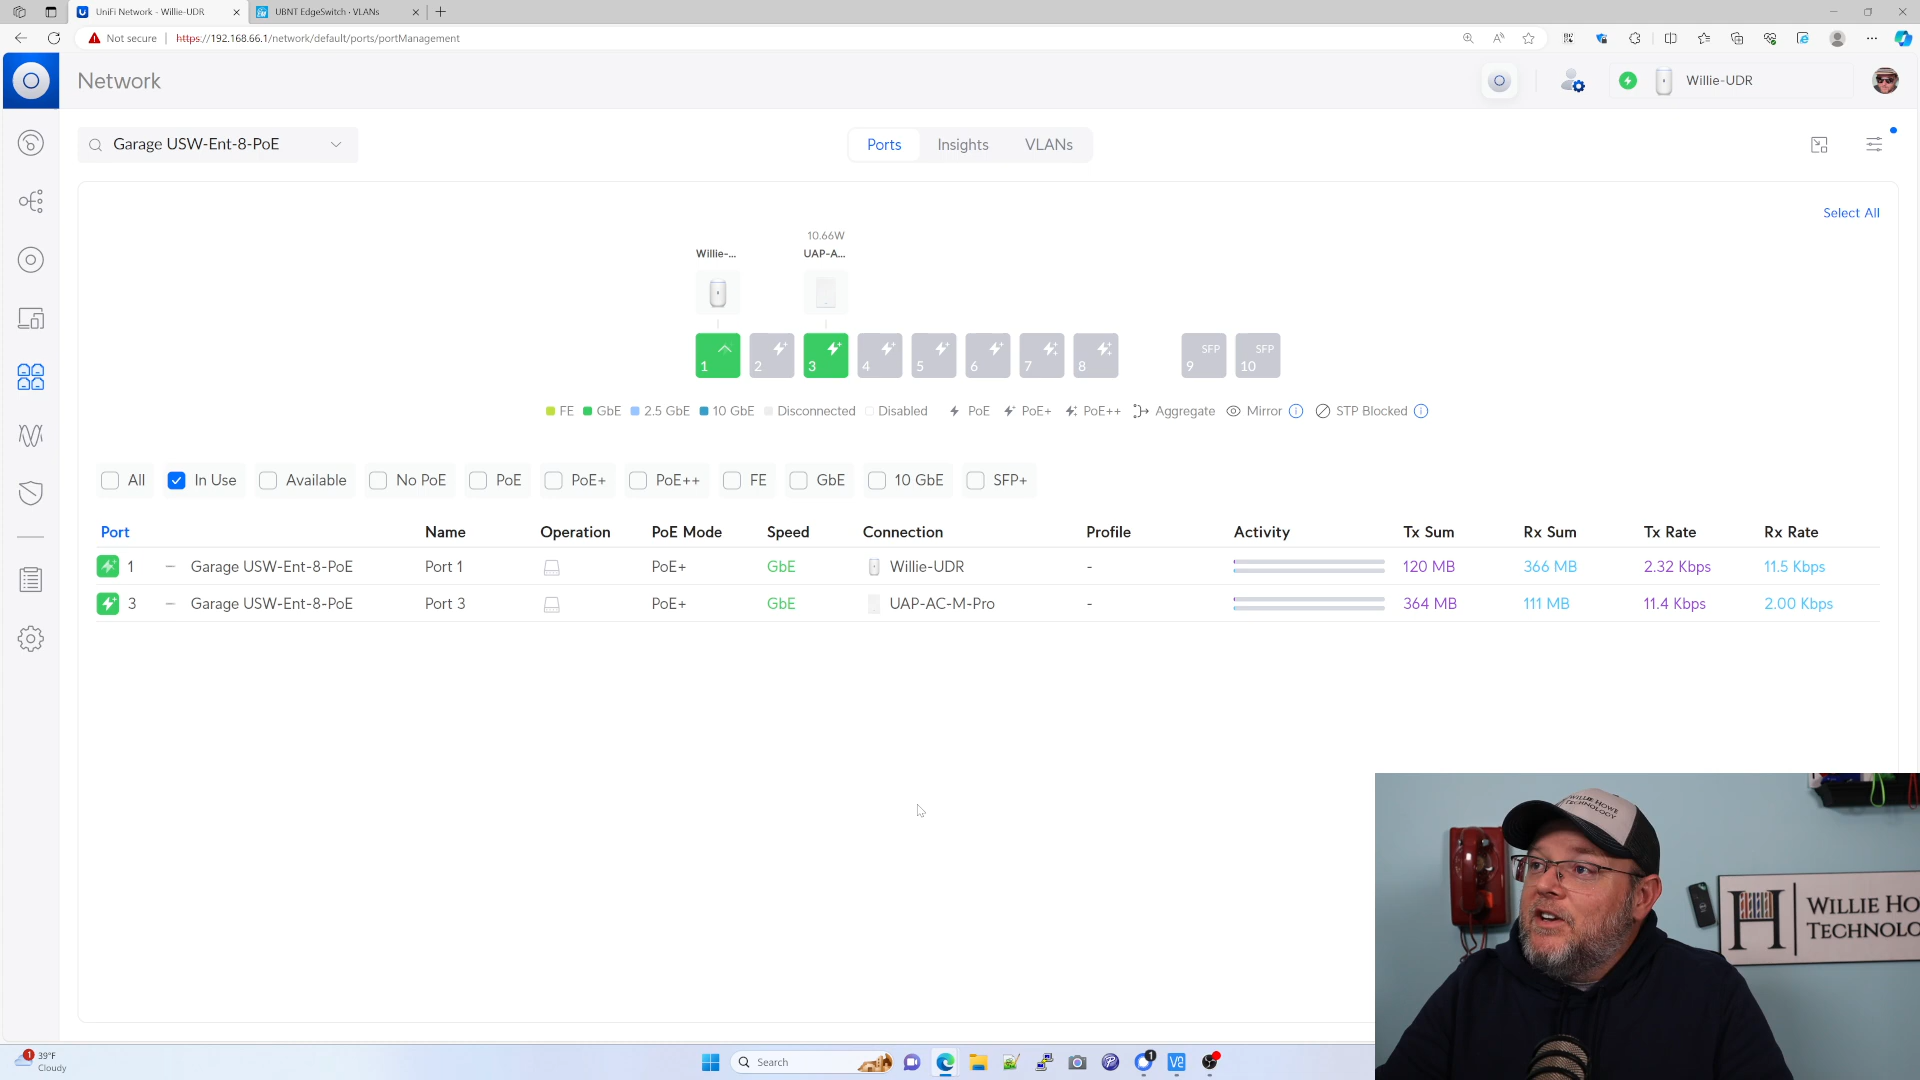 UniFi Network - Willie-UDR
UBNT EdgeSwitch - VLANs
Not secure
https://192.168.66.1/network/default/ports/portManagement
Network
Willie-UDR
Garage USW-Ent-8-PoE
Ports
Insights
VLANs
Select All
10.66W
Willie-...
UAP-A...
1
2
3
4
5
6
7
8
SFP
9
SFP
10
FE GbE 2.5 GbE 10 GbE Disconnected Disabled PoE PoE+ PoE++ Aggregate Mirror STP Blocked
All In Use Available No PoE PoE PoE+ PoE++ FE GbE 10 GbE SFP+
Port Name Operation PoE Mode Speed Connection Profile Activity Tx Sum Rx Sum Tx Rate Rx Rate
1 – Garage USW-Ent-8-PoE Port 1 PoE+ GbE Willie-UDR - 120 MB 366 MB 2.32 Kbps 11.5 Kbps
3 – Garage USW-Ent-8-PoE Port 3 PoE+ GbE UAP-AC-M-Pro - 364 MB 111 MB 11.4 Kbps 2.00 Kbps
WILLIE HOWE
TECHNOLOGY
H
WILLIE HO
TECHNOLO
1
39°F
Cloudy
Search
1